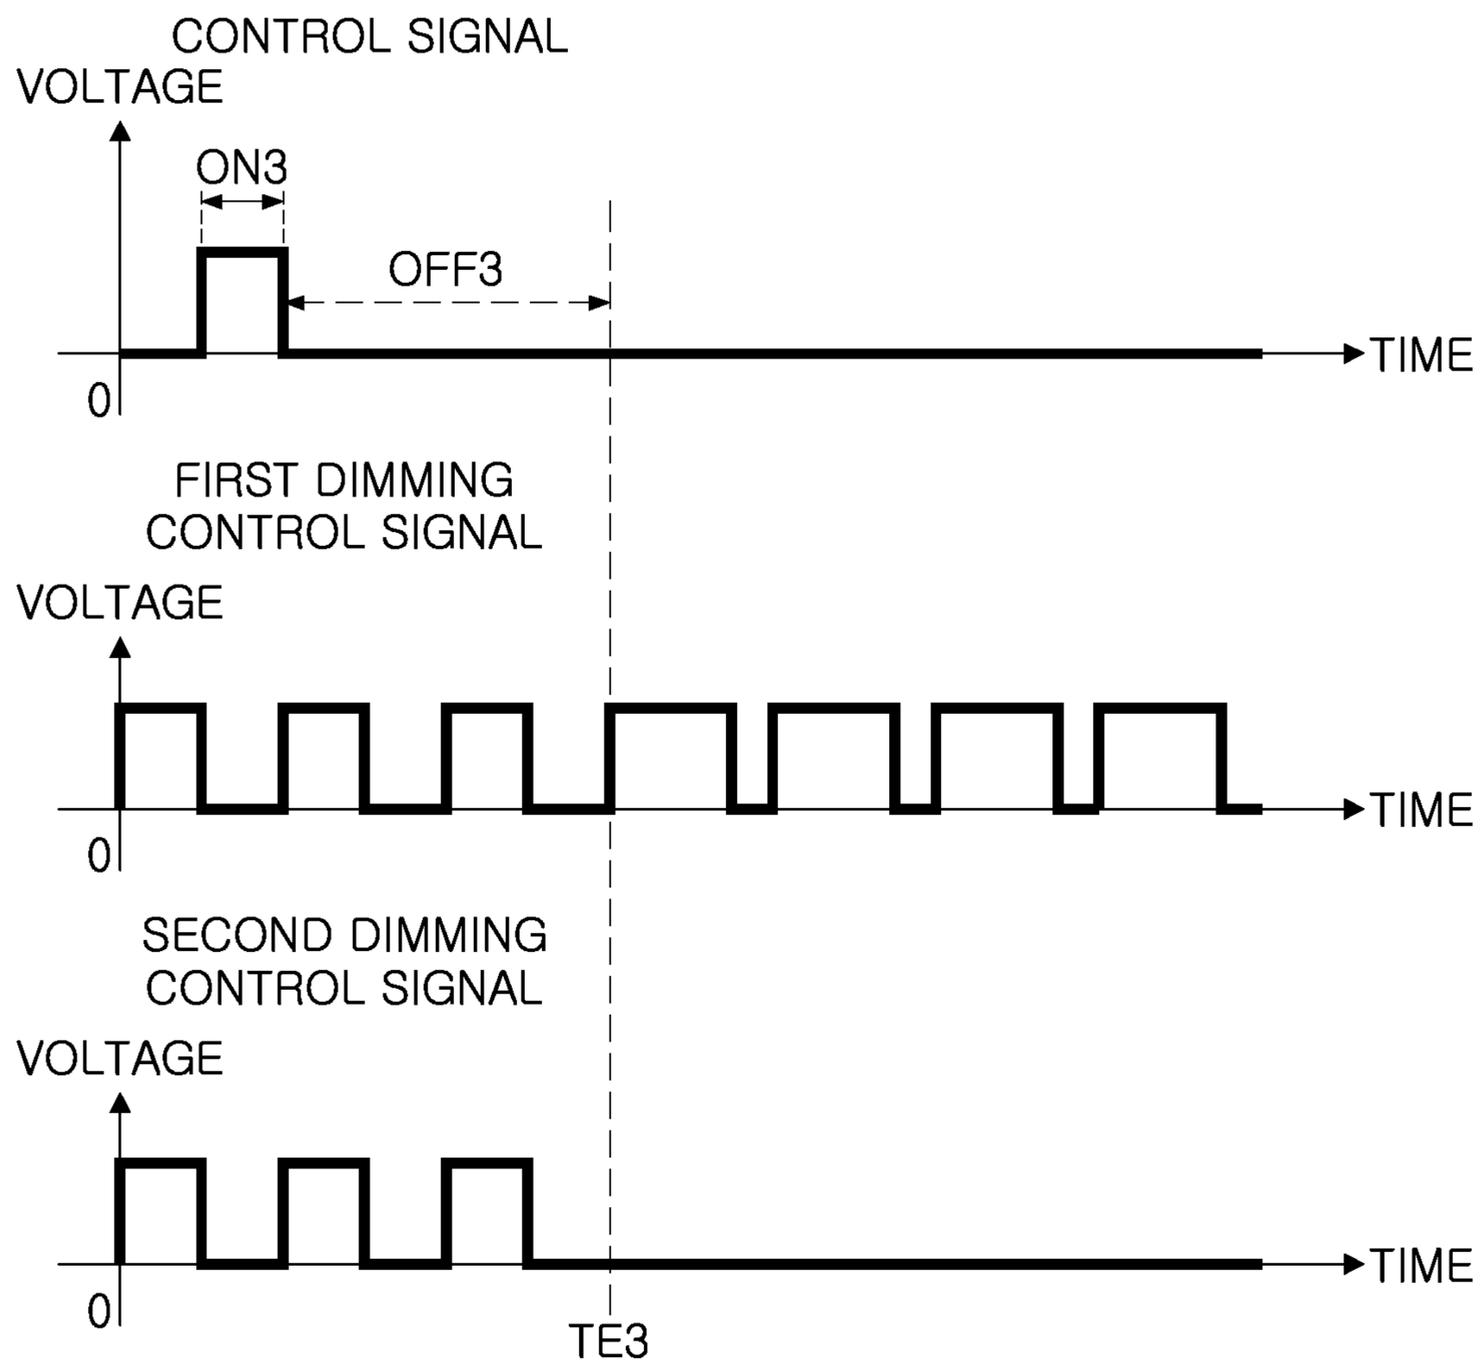 CONTROL SIGNAL
VOLTAGE
ON3
OFF3
TIME
0
FIRST DIMMING
CONTROL SIGNAL
VOLTAGE
TIME
0
SECOND DIMMING
CONTROL SIGNAL
VOLTAGE
TIME
0
TE3